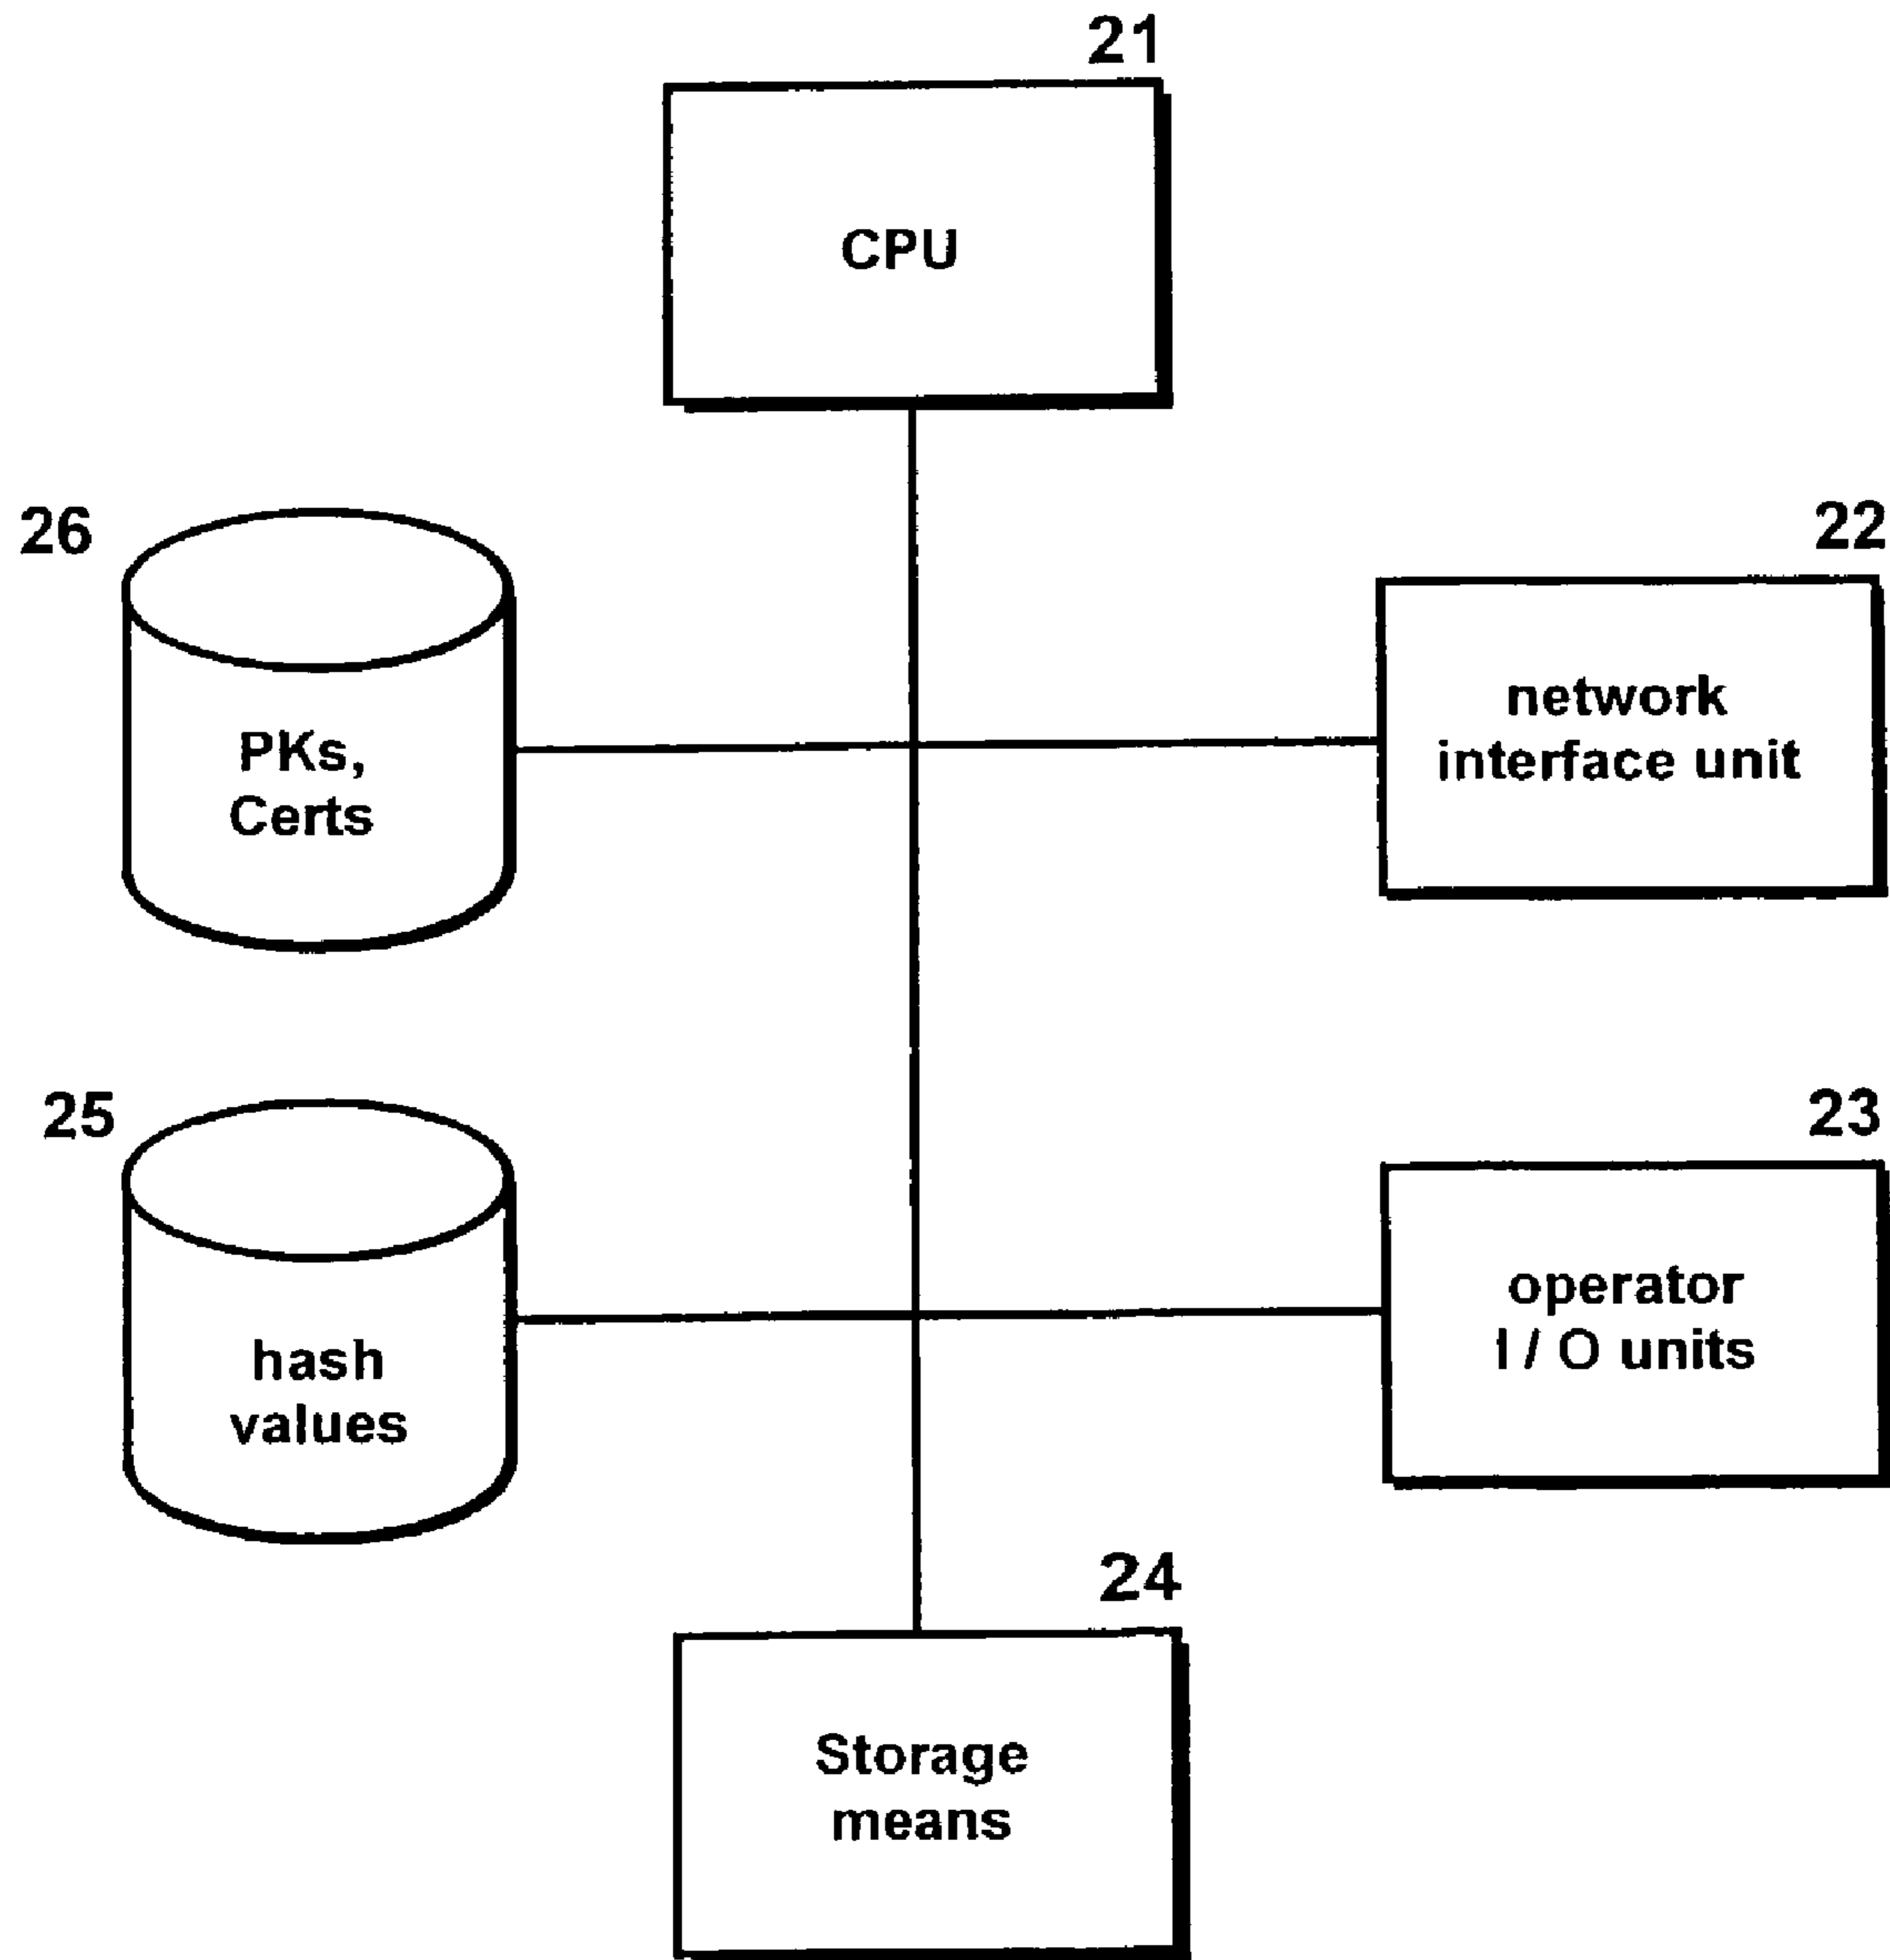 21
CPU
26
22
PKs,
Certs
network
interface unit
25
23
hash
values
operator
I / O units
24
Storage
means